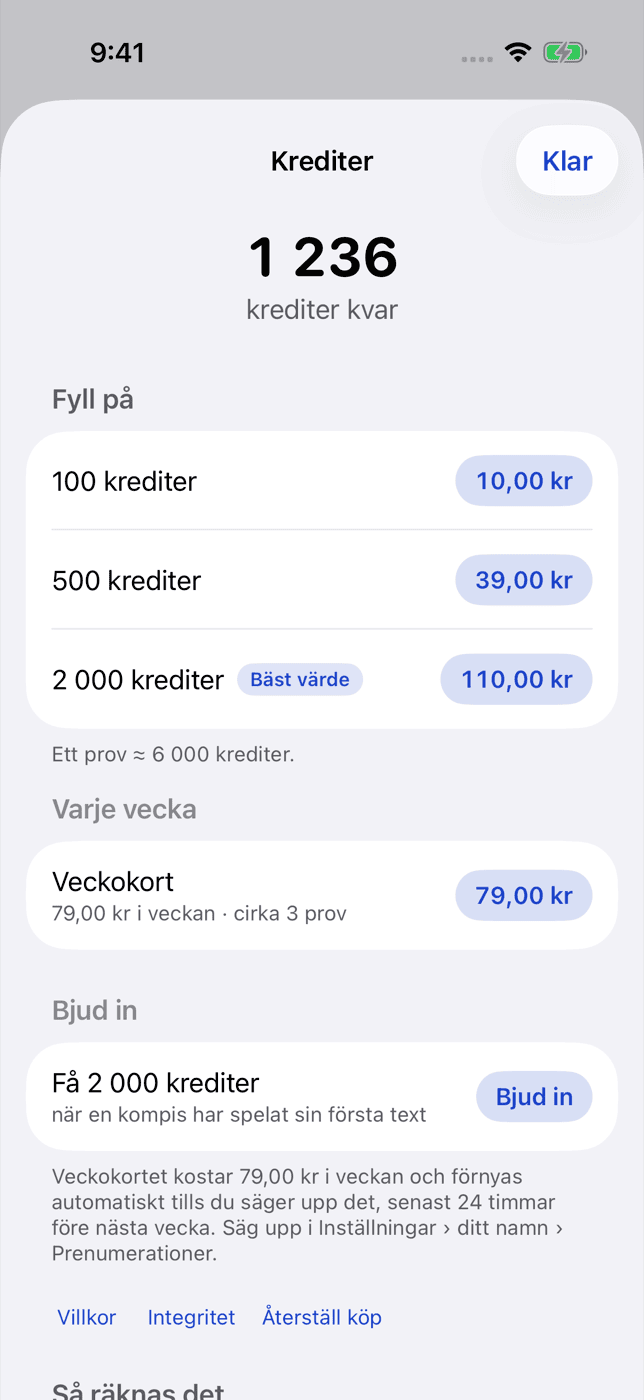 9:41
Krediter
Klar
1 236
krediter kvar
Fyll på
100 krediter
10,00 kr
500 krediter
39,00 kr
2 000 krediter
Bäst värde
110,00 kr
Ett prov ≈ 6 000 krediter.
Varje vecka
Veckokort
79,00 kr i veckan · cirka 3 prov
79,00 kr
Bjud in
Få 2 000 krediter
när en kompis har spelat sin första text
Bjud in
Veckokortet kostar 79,00 kr i veckan och förnyas
automatiskt tills du säger upp det, senast 24 timmar
före nästa vecka. Säg upp i Inställningar › ditt namn ›
Prenumerationer.
Villkor
Integritet
Återställ köp
Så räknas det